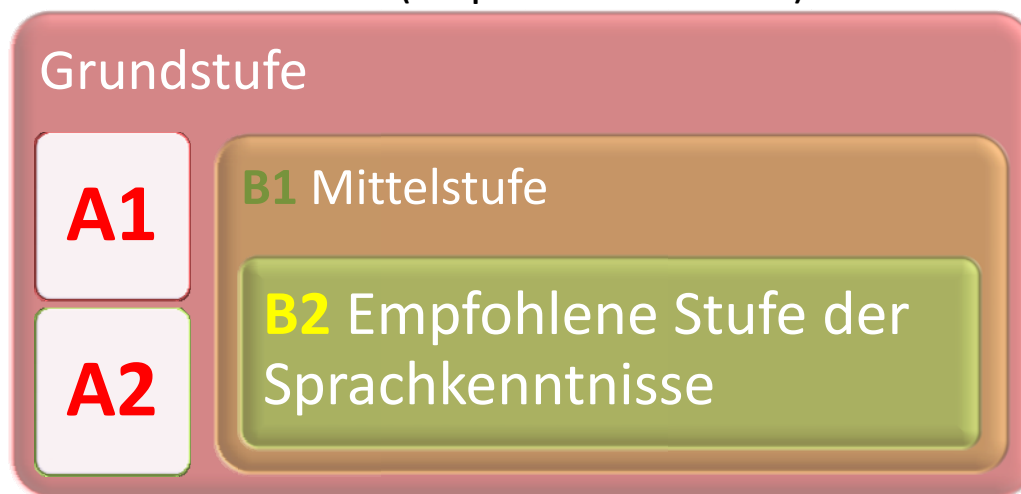 Grundstufe
A1
B1 Mittelstufe
B2 Empfohlene Stufe der
Sprachkenntnisse
A2